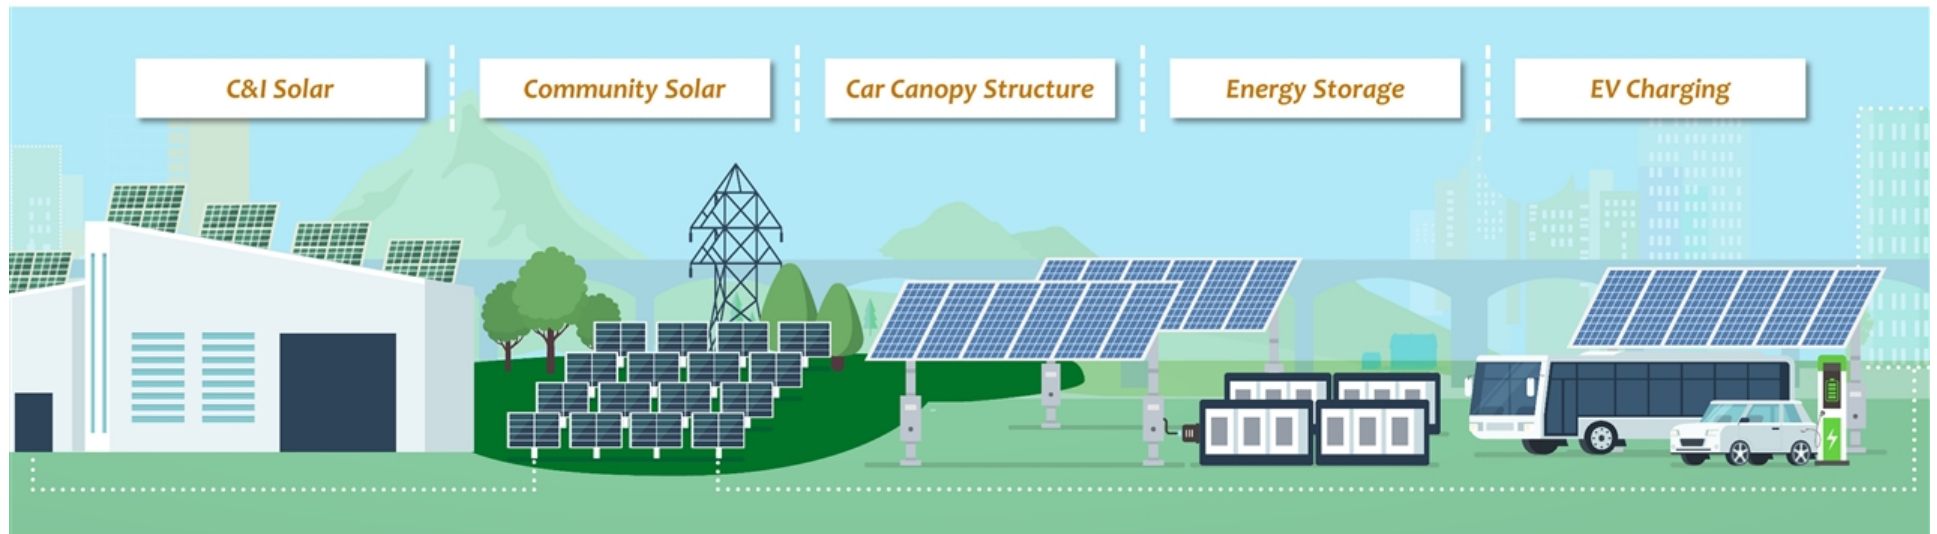 C&I Solar
Community Solar
Car Canopy Structure
Energy Storage
EV Charging